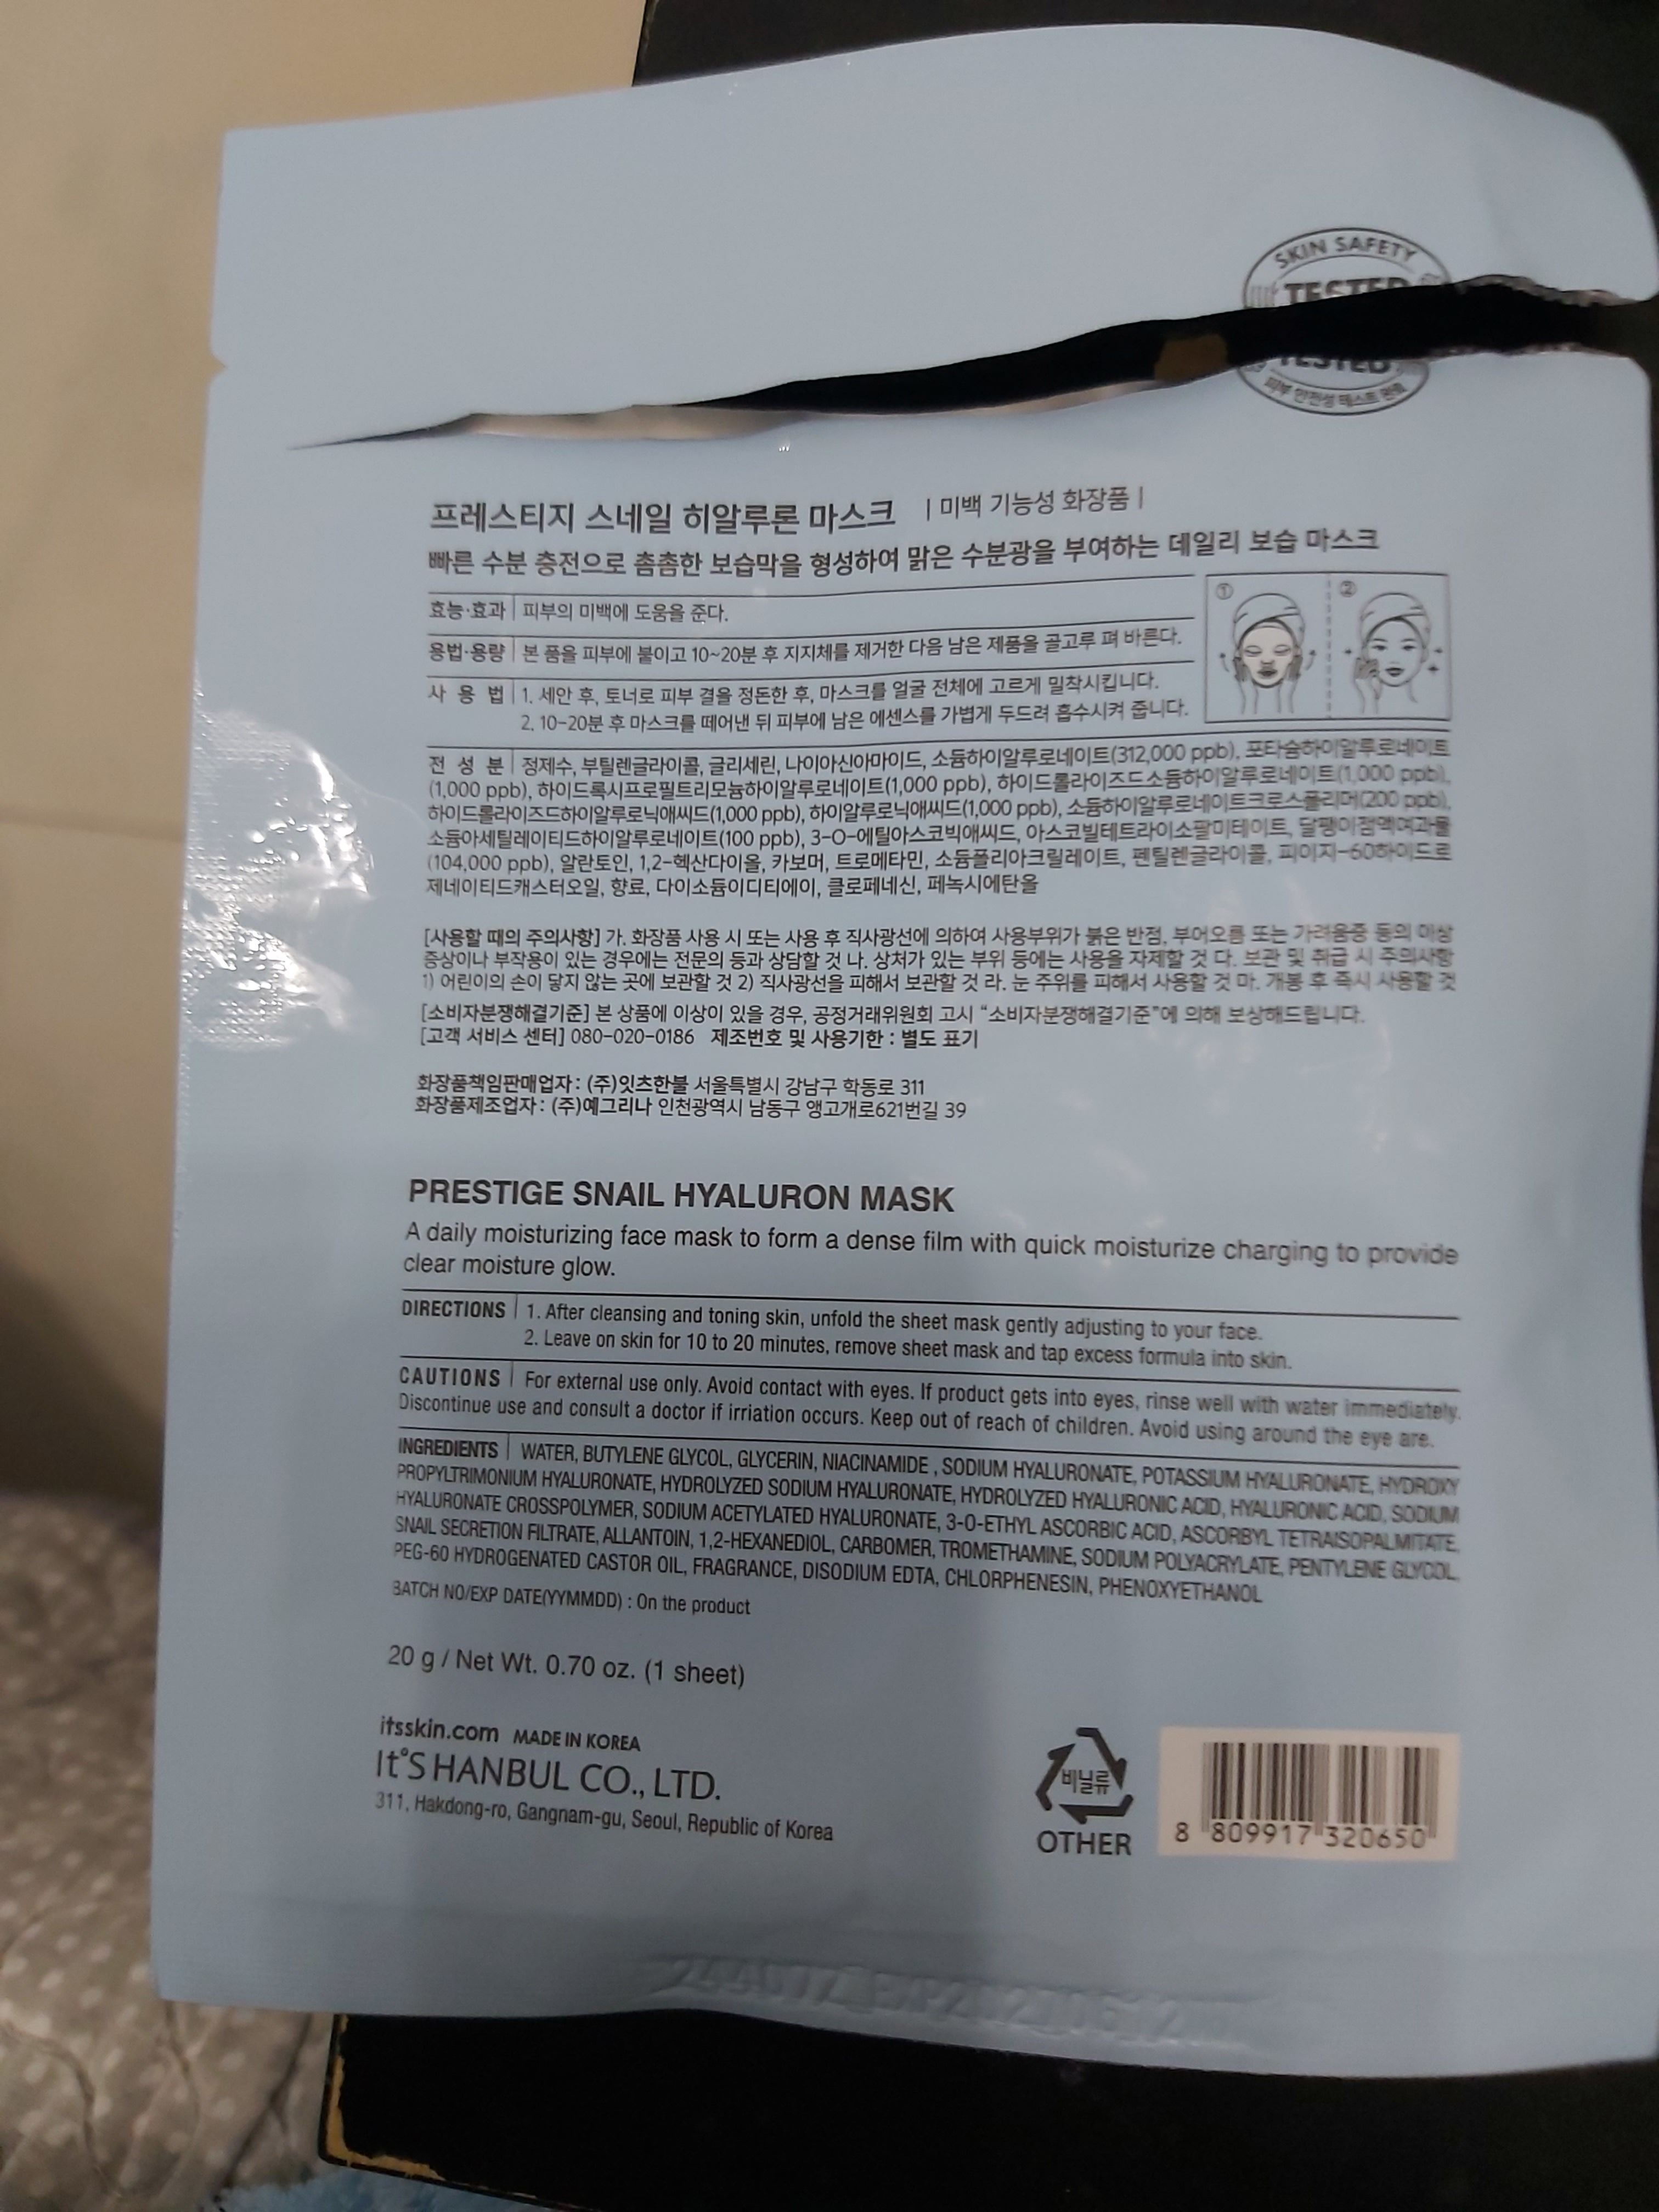 SKIN SAFETY
TESTED
TESTED
피부 안전성 테스트 완료
프레스티지 스네일 히알루론 마스크 | 미백 기능성 화장품 |
빠른 수분 충전으로 촘촘한 보습막을 형성하여 맑은 수분광을 부여하는 데일리 보습 마스크
효능·효과 | 피부의 미백에 도움을 준다.
용법·용량 | 본 품을 피부에 붙이고 10~20분 후 지지체를 제거한 다음 남은 제품을 골고루 펴 바른다.
사 용 법 | 1. 세안 후, 토너로 피부 결을 정돈한 후, 마스크를 얼굴 전체에 고르게 밀착시킵니다.
2. 10~20분 후 마스크를 떼어낸 뒤 피부에 남은 에센스를 가볍게 두드려 흡수시켜 줍니다.
① ②
전 성 분 | 정제수, 부틸렌글라이콜, 글리세린, 나이아신아마이드, 소듐하이알루로네이트(312,000 ppb), 포타슘하이알루로네이트
(1,000 ppb), 하이드록시프로필트리모늄하이알루로네이트(1,000 ppb), 하이드롤라이즈드소듐하이알루로네이트(1,000 ppb),
하이드롤라이즈드하이알루로닉애씨드(1,000 ppb), 하이알루로닉애씨드(1,000 ppb), 소듐하이알루로네이트크로스폴리머(200 ppb),
소듐아세틸레이티드하이알루로네이트(100 ppb), 3-O-에틸아스코빅애씨드, 아스코빌테트라이소팔미테이트, 달팽이점액여과물
(104,000 ppb), 알란토인, 1,2-헥산다이올, 카보머, 트로메타민, 소듐폴리아크릴레이트, 펜틸렌글라이콜, 피이지-60하이드로
제네이티드캐스터오일, 향료, 다이소듐이디티에이, 클로페네신, 페녹시에탄올
[사용할 때의 주의사항] 가. 화장품 사용 시 또는 사용 후 직사광선에 의하여 사용부위가 붉은 반점, 부어오름 또는 가려움증 등의 이상
증상이나 부작용이 있는 경우에는 전문의 등과 상담할 것 나. 상처가 있는 부위 등에는 사용을 자제할 것 다. 보관 및 취급 시 주의사항
1) 어린이의 손이 닿지 않는 곳에 보관할 것 2) 직사광선을 피해서 보관할 것 라. 눈 주위를 피해서 사용할 것 마. 개봉 후 즉시 사용할 것
[소비자분쟁해결기준] 본 상품에 이상이 있을 경우, 공정거래위원회 고시 “소비자분쟁해결기준”에 의해 보상해드립니다.
[고객 서비스 센터] 080-020-0186 제조번호 및 사용기한 : 별도 표기
화장품책임판매업자 : (주)잇츠한불 서울특별시 강남구 학동로 311
화장품제조업자 : (주)예그리나 인천광역시 남동구 앵고개로621번길 39
PRESTIGE SNAIL HYALURON MASK
A daily moisturizing face mask to form a dense film with quick moisturize charging to provide
clear moisture glow.
DIRECTIONS | 1. After cleansing and toning skin, unfold the sheet mask gently adjusting to your face.
2. Leave on skin for 10 to 20 minutes, remove sheet mask and tap excess formula into skin.
CAUTIONS | For external use only. Avoid contact with eyes. If product gets into eyes, rinse well with water immediately.
Discontinue use and consult a doctor if irriation occurs. Keep out of reach of children. Avoid using around the eye are.
INGREDIENTS | WATER, BUTYLENE GLYCOL, GLYCERIN, NIACINAMIDE , SODIUM HYALURONATE, POTASSIUM HYALURONATE, HYDROXY
PROPYLTRIMONIUM HYALURONATE, HYDROLYZED SODIUM HYALURONATE, HYDROLYZED HYALURONIC ACID, HYALURONIC ACID, SODIUM
HYALURONATE CROSSPOLYMER, SODIUM ACETYLATED HYALURONATE, 3-O-ETHYL ASCORBIC ACID, ASCORBYL TETRAISOPALMITATE,
SNAIL SECRETION FILTRATE, ALLANTOIN, 1,2-HEXANEDIOL, CARBOMER, TROMETHAMINE, SODIUM POLYACRYLATE, PENTYLENE GLYCOL,
PEG-60 HYDROGENATED CASTOR OIL, FRAGRANCE, DISODIUM EDTA, CHLORPHENESIN, PHENOXYETHANOL
BATCH NO/EXP DATE(YYMMDD) : On the product
20 g / Net Wt. 0.70 oz. (1 sheet)
itsskin.com MADE IN KOREA
It'S HANBUL CO., LTD.
311, Hakdong-ro, Gangnam-gu, Seoul, Republic of Korea
비닐류
OTHER
8 809917 320650